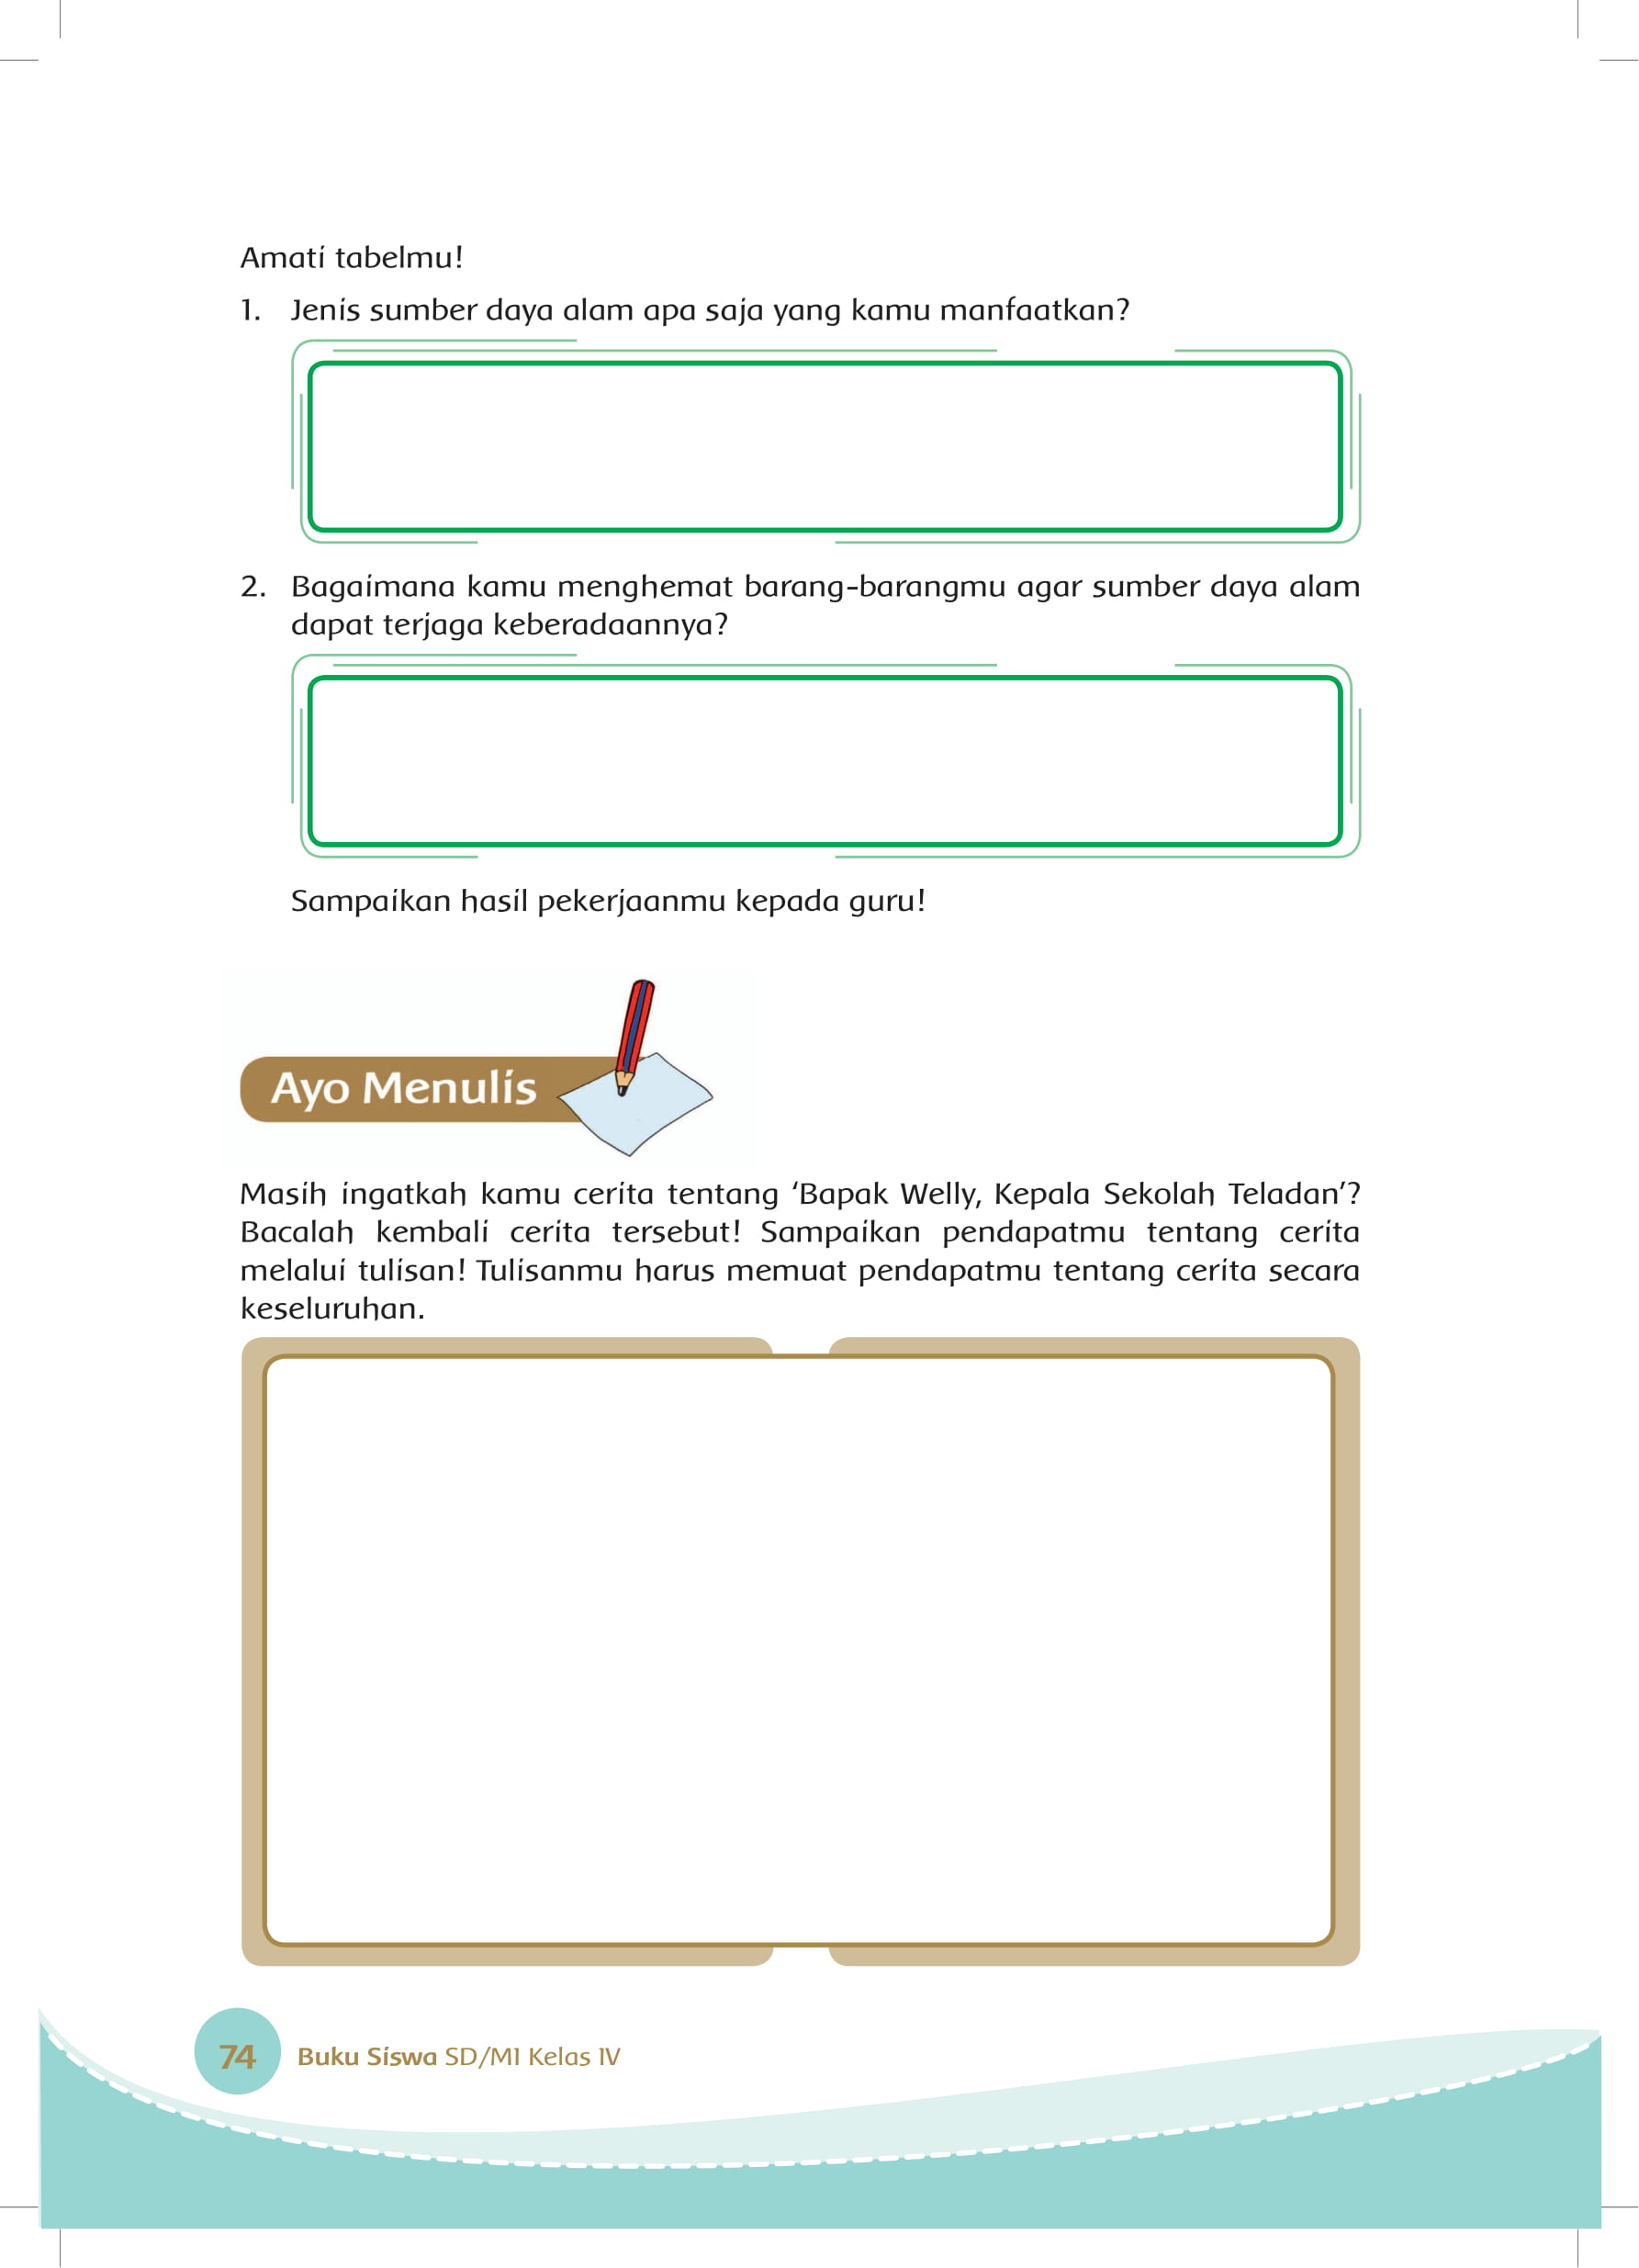 Amati tabelmu!
1. Jenis sumber daya alam apa saja yang kamu manfaatkan?
2. Bagaimana kamu menghemat barang-barangmu agar sumber daya alam
dapat terjaga keberadaannya?
Sampaikan hasil pekerjaanmu kepada guru!
Ayo Menulis
Masih ingatkah kamu cerita tentang ‘Bapak Welly, Kepala Sekolah Teladan’?
Bacalah kembali cerita tersebut! Sampaikan pendapatmu tentang cerita
melalui tulisan! Tulisanmu harus memuat pendapatmu tentang cerita secara
keseluruhan.
74 Buku Siswa SD/MI Kelas IV